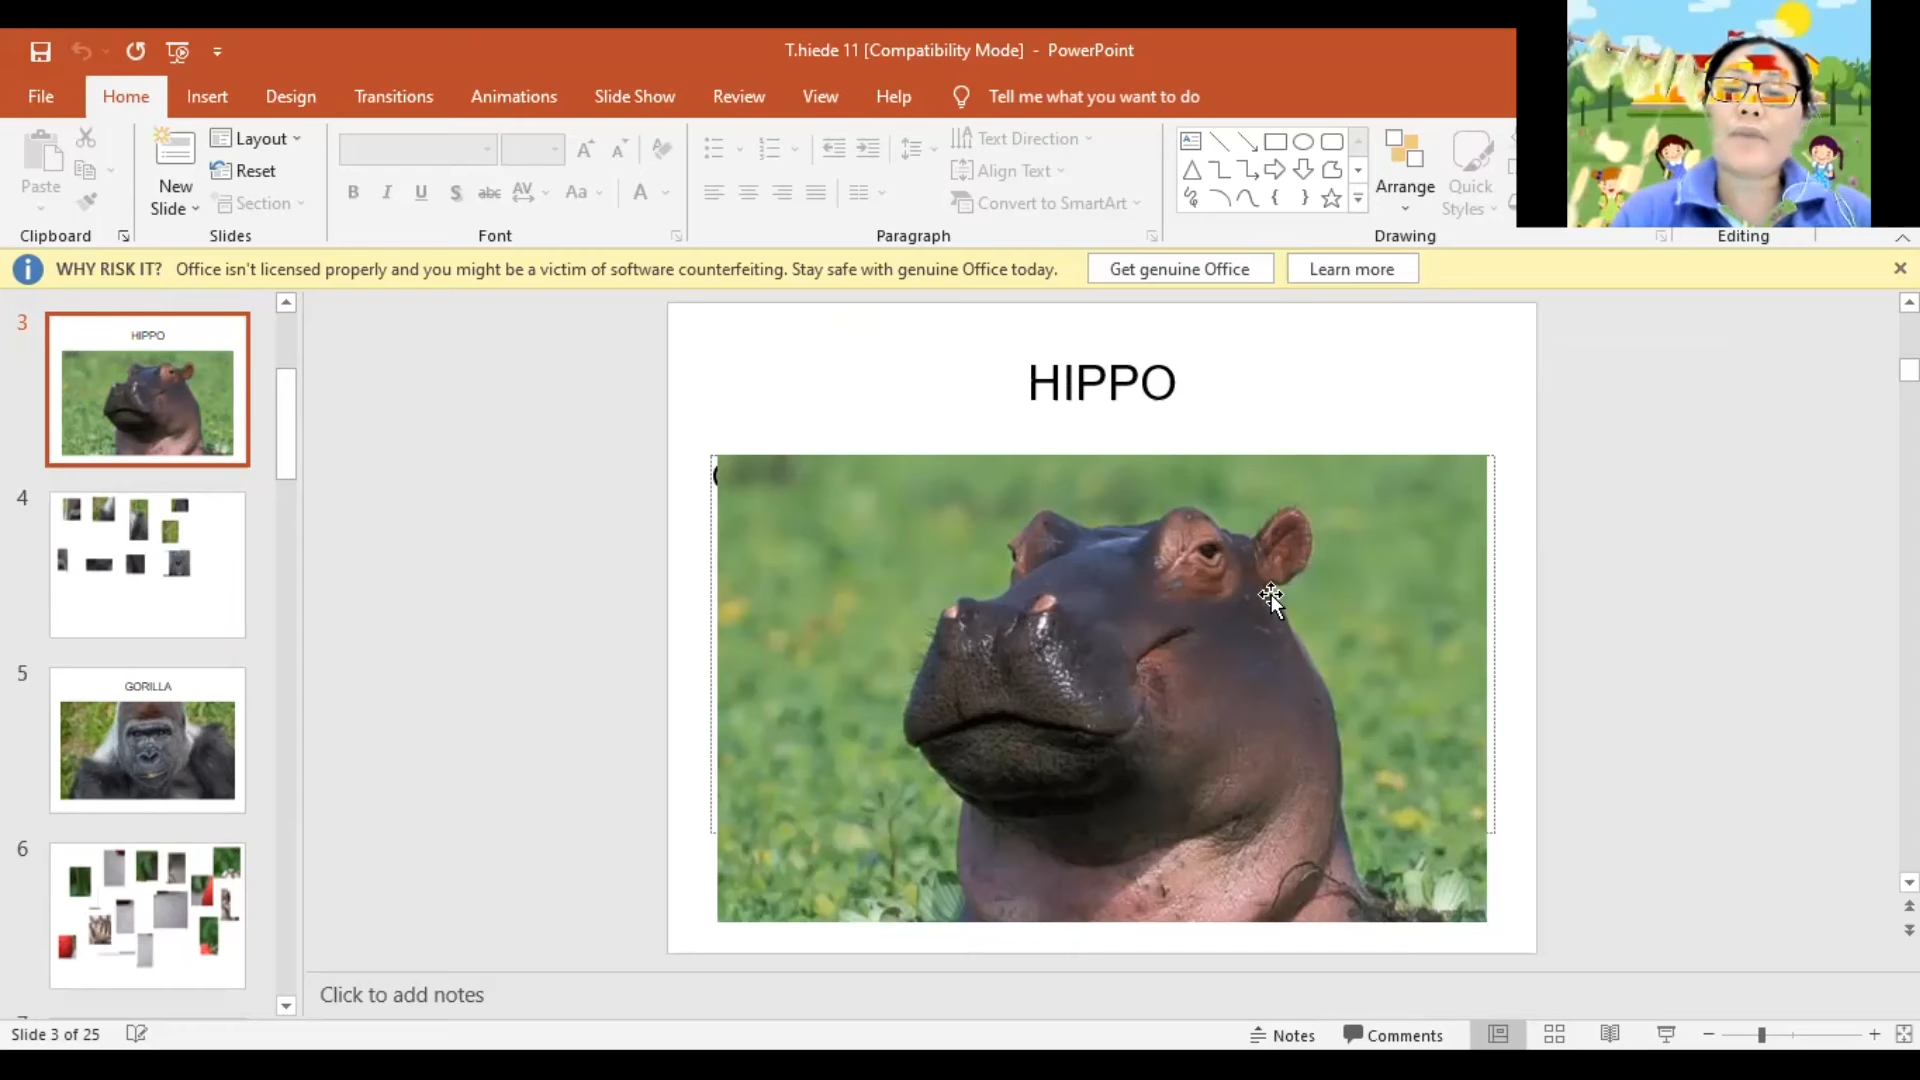 T.hiede 11 [Compatibility Mode] - PowerPoint
File Home Insert Design Transitions Animations Slide Show Review View Help Tell me what you want to do
Paste
Clipboard
New Slide
Layout
Reset
Section
Slides
B I U S abc AV Aa A
Font
Text Direction
Align Text
Convert to SmartArt
Paragraph
Arrange
Quick Styles
Drawing
Editing
WHY RISK IT? Office isn't licensed properly and you might be a victim of software counterfeiting. Stay safe with genuine Office today. Get genuine Office Learn more
3
HIPPO
4
5
GORILLA
6
HIPPO
Click to add notes
Slide 3 of 25 Notes Comments